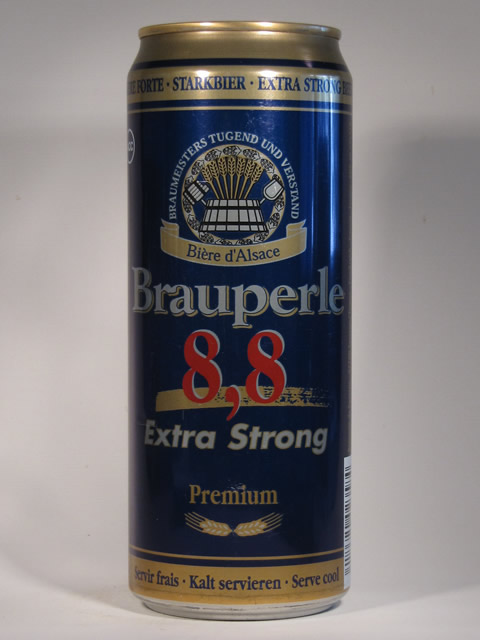 FORTE · STARKBIER · EXTRA STRONG
BRAUMEISTERS TUGEND UND VERSTAND
Bière d'Alsace
Brauperle
8,8
Extra Strong
Premium
Servir frais · Kalt servieren · Serve cool